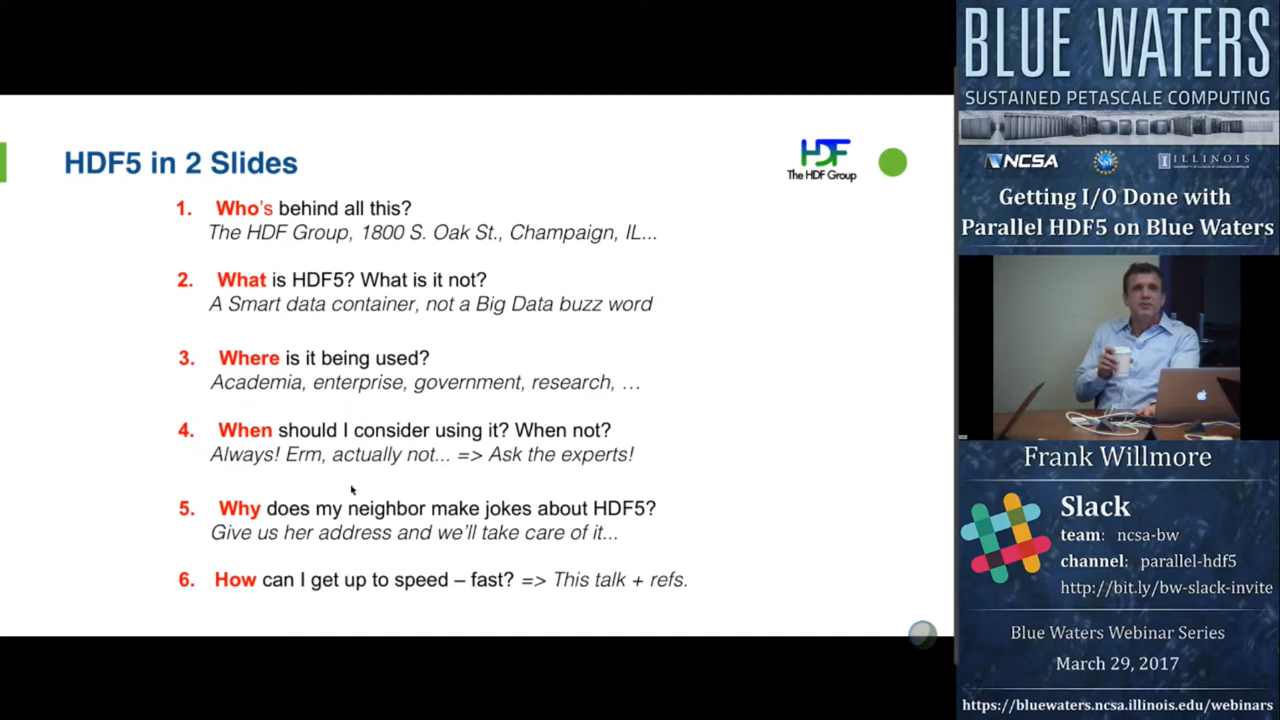 HDF5 in 2 Slides
HDF
The HDF Group
1. Who's behind all this?
The HDF Group, 1800 S. Oak St., Champaign, IL...
2. What is HDF5? What is it not?
A Smart data container, not a Big Data buzz word
3. Where is it being used?
Academia, enterprise, government, research, …
4. When should I consider using it? When not?
Always! Erm, actually not... => Ask the experts!
5. Why does my neighbor make jokes about HDF5?
Give us her address and we'll take care of it...
6. How can I get up to speed – fast? => This talk + refs.
BLUE WATERS
SUSTAINED PETASCALE COMPUTING
NCSA
ILLINOIS
Getting I/O Done with
Parallel HDF5 on Blue Waters
Frank Willmore
Slack
team: ncsa-bw
channel: parallel-hdf5
http://bit.ly/bw-slack-invite
Blue Waters Webinar Series
March 29, 2017
https://bluewaters.ncsa.illinois.edu/webinars